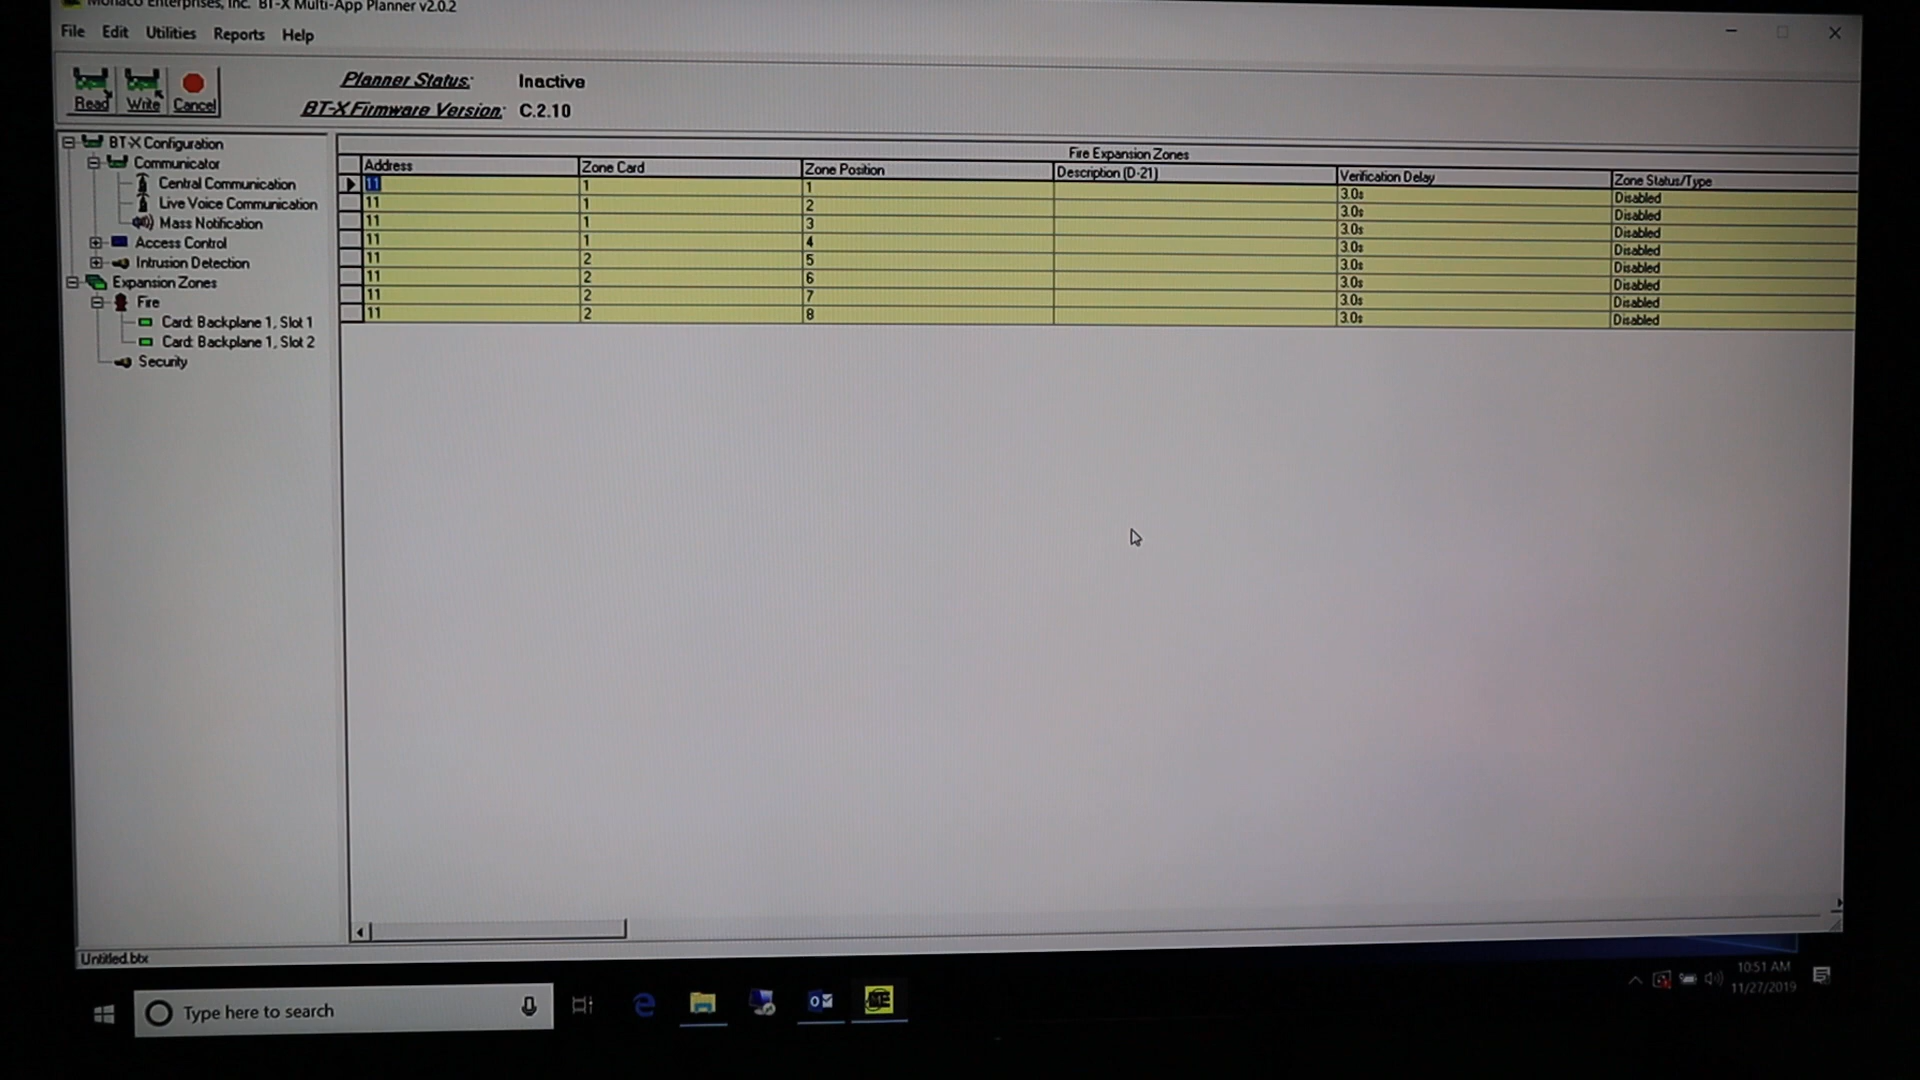 Monaco Enterprises, Inc. BT-X Multi-App Planner v2.0.2
File Edit Utilities Reports Help
Read Write Cancel
Planner Status: Inactive
BT-X Firmware Version: C.2.10
BT-X Configuration
Communicator
Central Communication
Live Voice Communication
Mass Notification
Access Control
Intrusion Detection
Expansion Zones
Fire
Card: Backplane 1, Slot 1
Card: Backplane 1, Slot 2
Security
Fire Expansion Zones
Address Zone Card Zone Position Description (D-21) Verification Delay Zone Status/Type
11 1 1 3.0s Disabled
11 1 2 3.0s Disabled
11 1 3 3.0s Disabled
11 1 4 3.0s Disabled
11 2 5 3.0s Disabled
11 2 6 3.0s Disabled
11 2 7 3.0s Disabled
11 2 8 3.0s Disabled
Untitled.btx
Type here to search
10:51 AM
11/27/2019